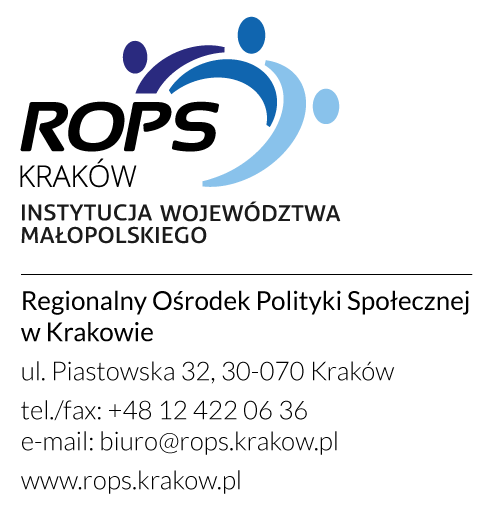 ROPS
KRAKÓW
INSTYTUCJA WOJEWÓDZTWA
MAŁOPOLSKIEGO
Regionalny Ośrodek Polityki Społecznej
w Krakowie
ul. Piastowska 32, 30-070 Kraków
tel./fax: +48 12 422 06 36
e-mail: biuro@rops.krakow.pl
www.rops.krakow.pl